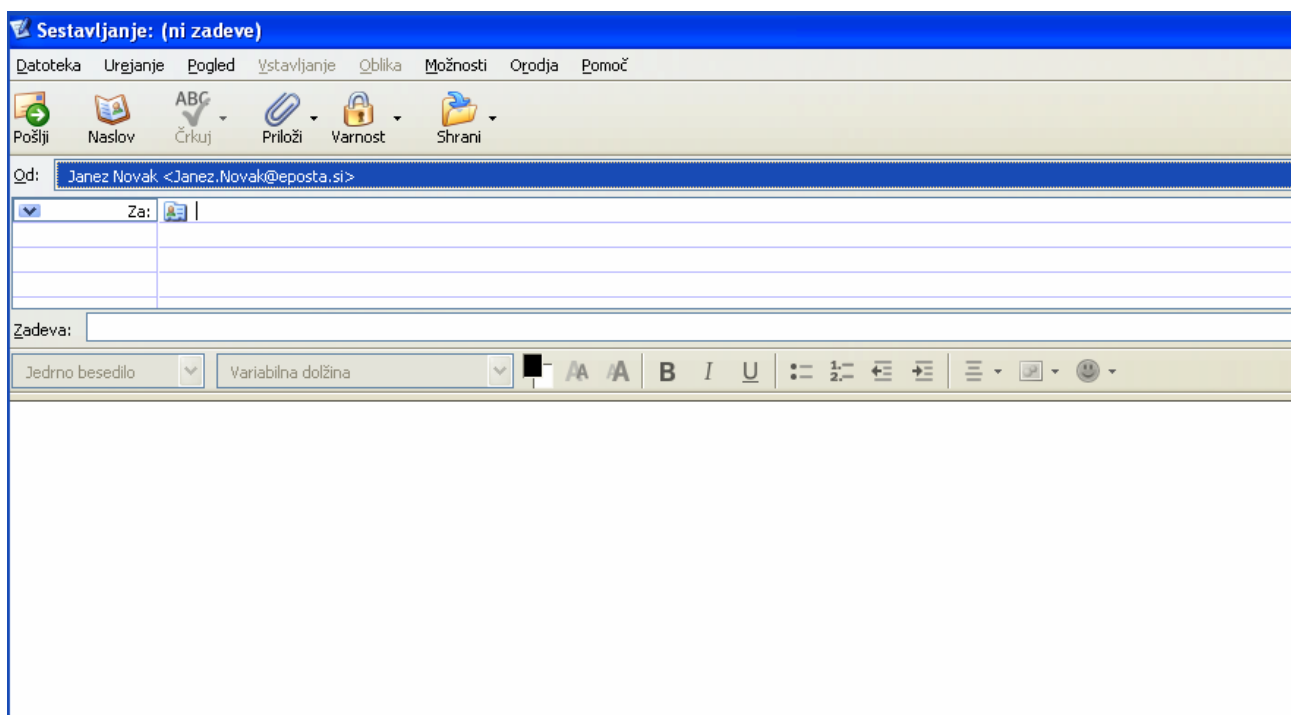 Sestavljanje: (ni zadeve)
Datoteka Urejanje Pogled Vstavljanje Oblika Možnosti Orodja Pomoč
ABC
Pošlji Naslov Črkuj Priloži Varnost Shrani
Od: Janez Novak <Janez.Novak@eposta.si>
Za:
Zadeva:
Jedrno besedilo Variabilna dolžina A A A B I U